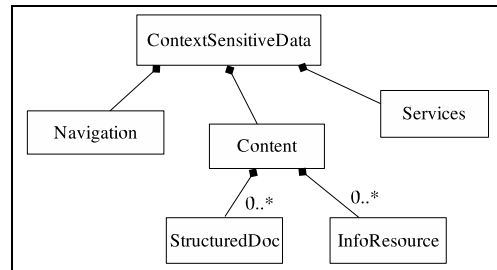 ContextSensitiveData
Navigation
Content
Services
0..*
0..*
StructuredDoc
InfoResource